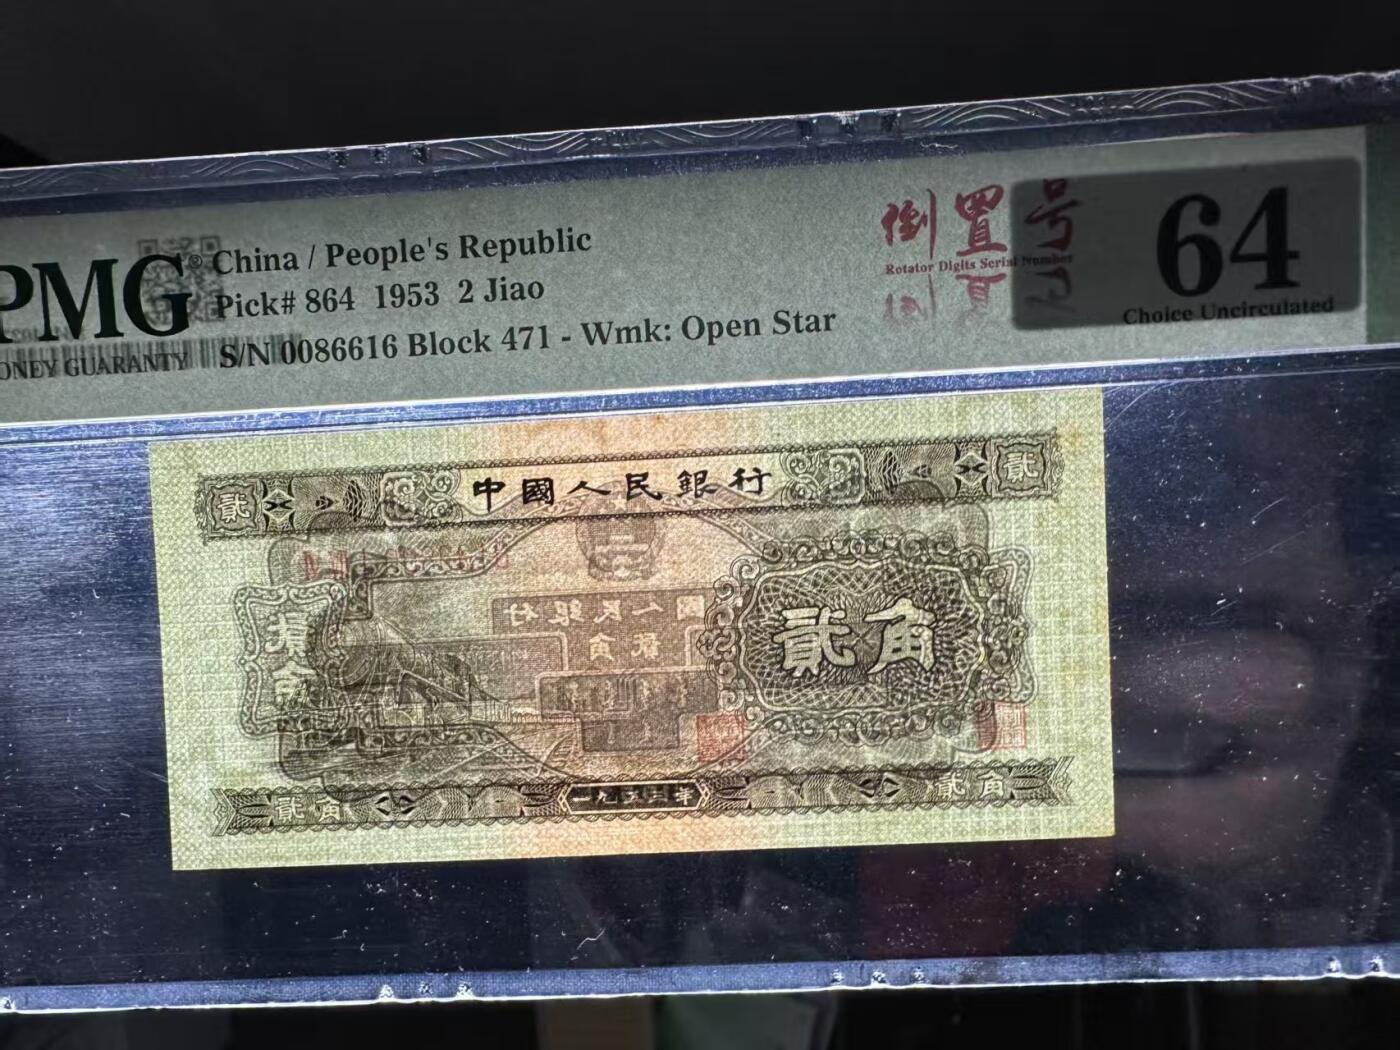 PMG®
ONEY GUARANTY
China / People's Republic
Pick# 864 1953 2 Jiao
S/N 0086616 Block 471 - Wmk: Open Star
倒置号
Rotator Digits Serial Number
64
Choice Uncirculated
貳 中國人民銀行 貳
貳角
貳角 一九五三年 貳角